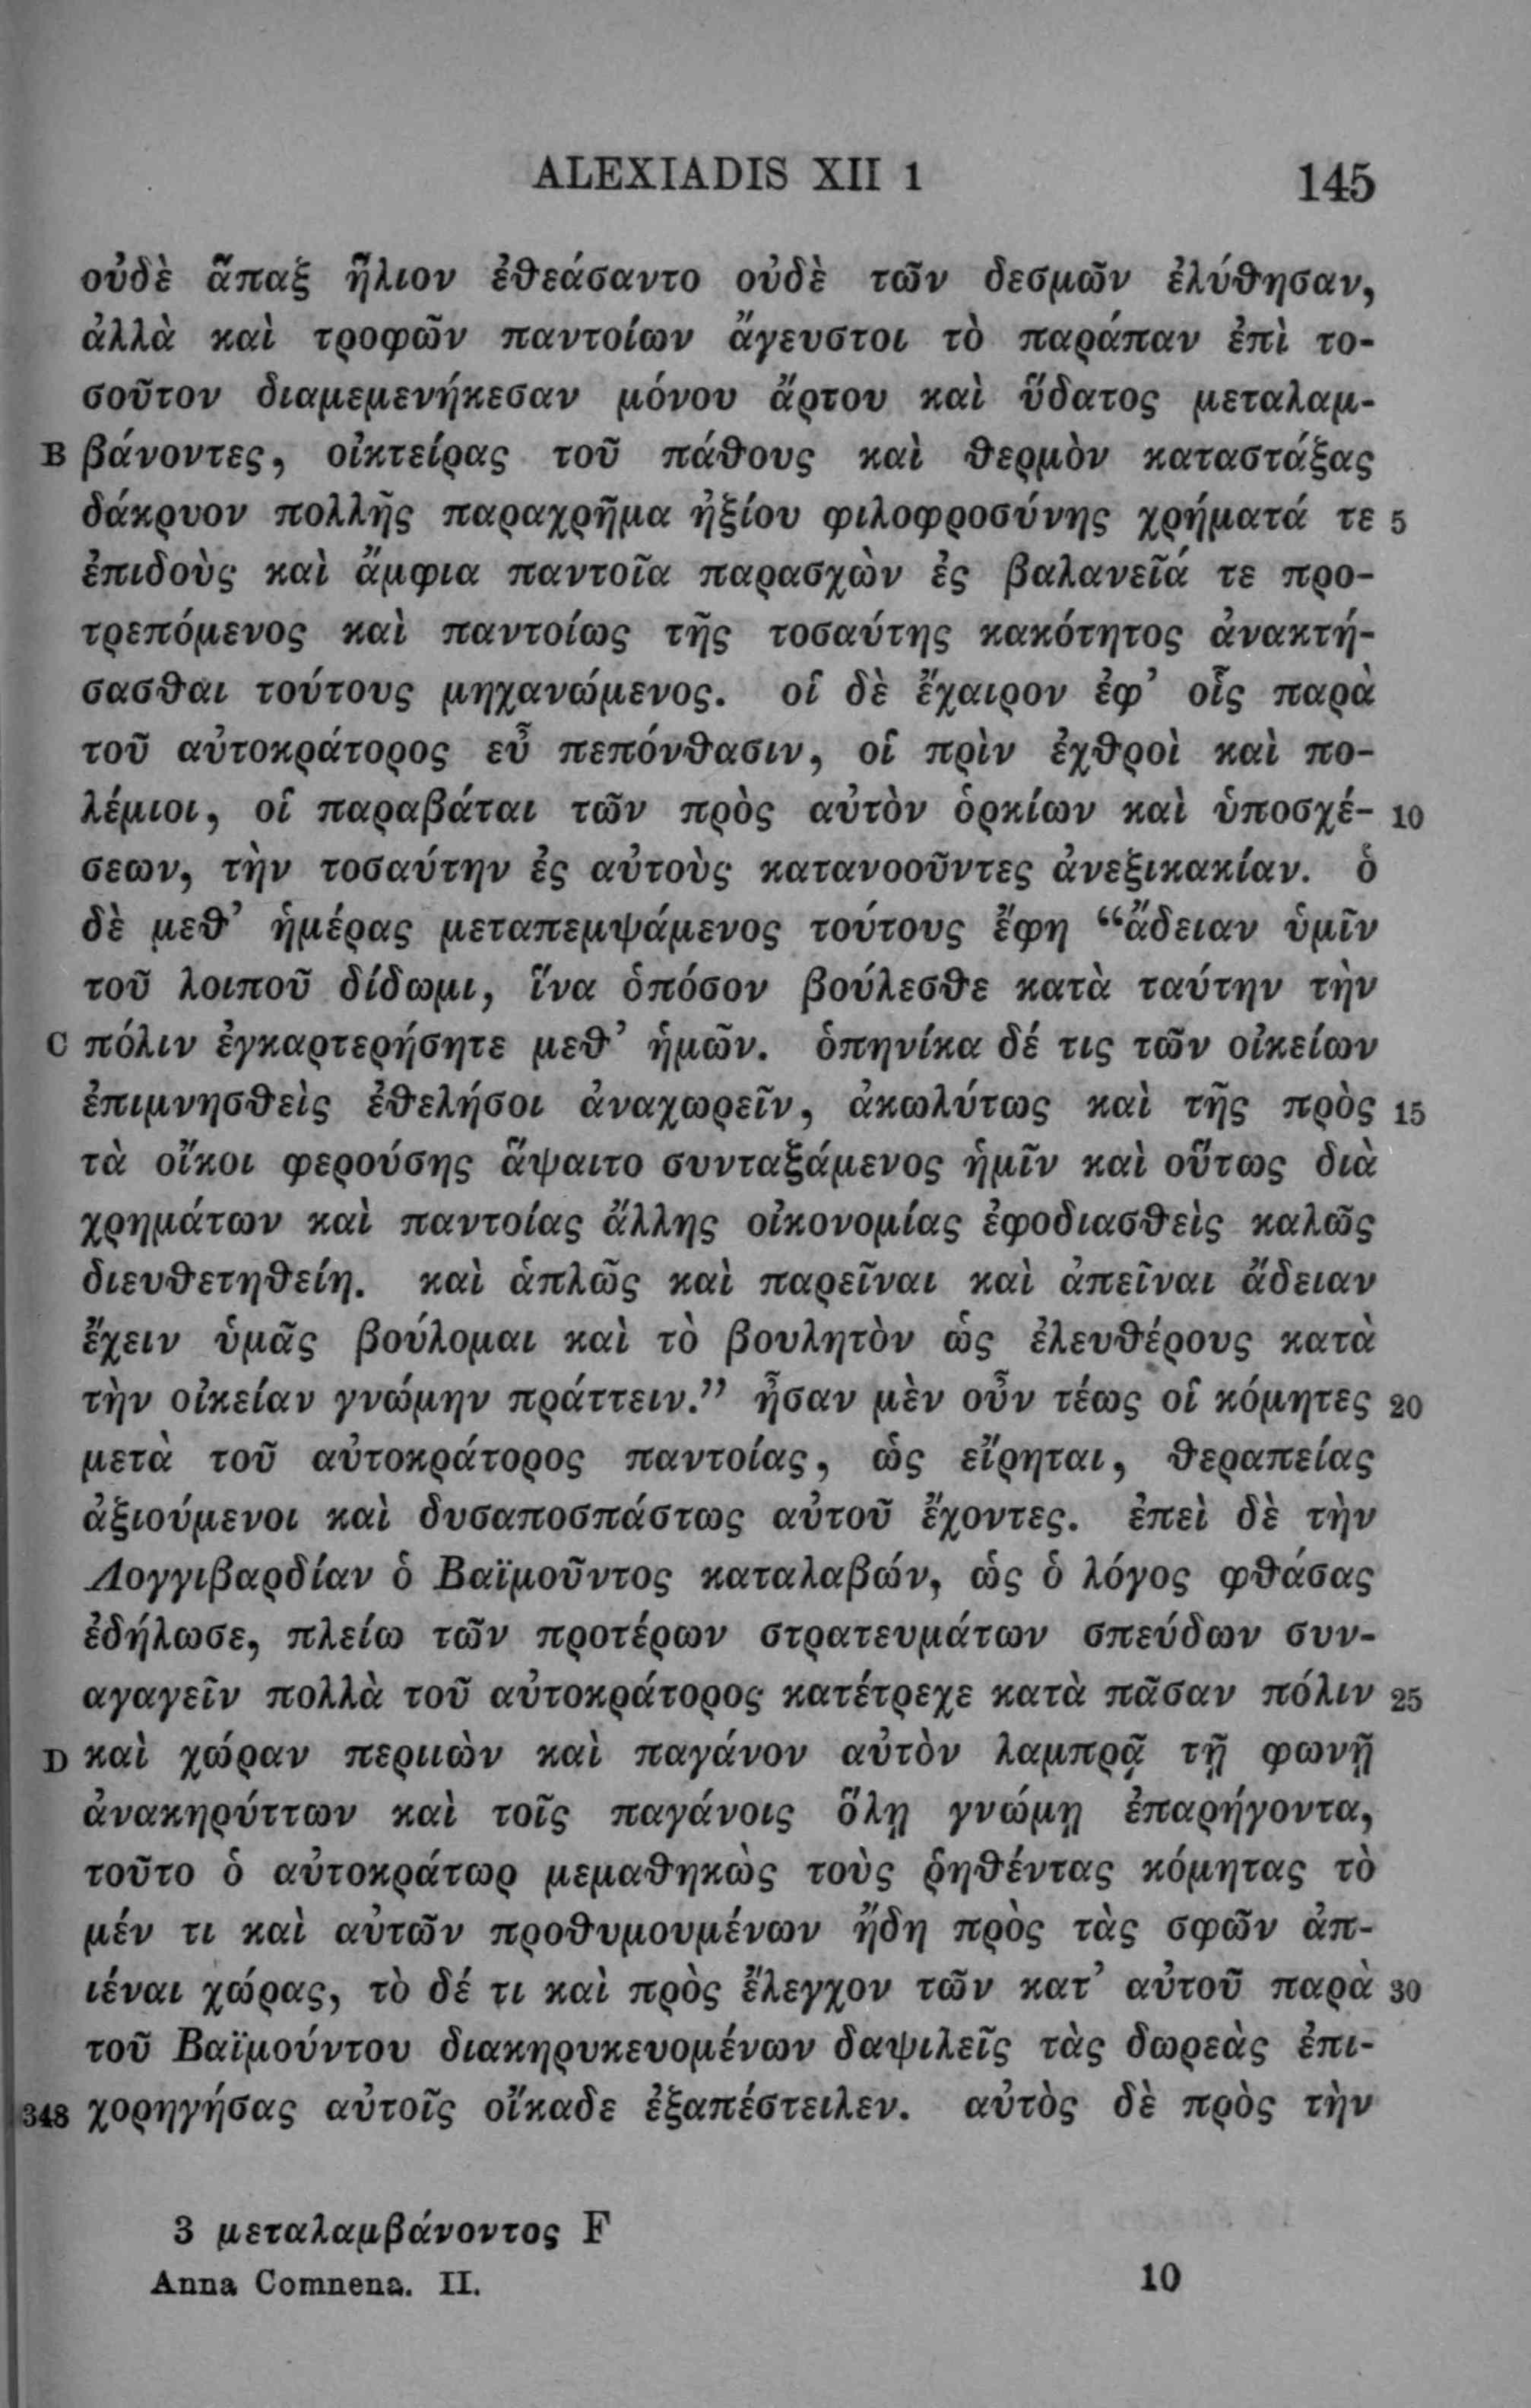 ALEXIADIS XII 1 145
οὐδὲ ἅπαξ ἥλιον ἐθεάσαντο οὐδὲ τῶν δεσμῶν ἐλύθησαν,
ἀλλὰ καὶ τροφῶν παντοίων ἄγευστοι τὸ παράπαν ἐπὶ το-
σοῦτον διαμεμενήκεσαν μόνου ἄρτου καὶ ὕδατος μεταλαμ-
B βάνοντες, οἰκτείρας τοῦ πάθους καὶ θερμὸν καταστάξας
δάκρυον πολλῆς παραχρῆμα ἠξίου φιλοφροσύνης χρήματά τε 5
ἐπιδοὺς καὶ ἄμφια παντοῖα παρασχὼν ἐς βαλανεῖά τε προ-
τρεπόμενος καὶ παντοίως τῆς τοσαύτης κακότητος ἀνακτή-
σασθαι τούτους μηχανώμενος. οἱ δὲ ἔχαιρον ἐφ’ οἷς παρὰ
τοῦ αὐτοκράτορος εὖ πεπόνθασιν, οἱ πρὶν ἐχθροὶ καὶ πο-
λέμιοι, οἱ παραβάται τῶν πρὸς αὐτὸν ὁρκίων καὶ ὑποσχέ- 10
σεων, τὴν τοσαύτην ἐς αὐτοὺς κατανοοῦντες ἀνεξικακίαν. ὁ
δὲ μεθ’ ἡμέρας μεταπεμψάμενος τούτους ἔφη “ἄδειαν ὑμῖν
τοῦ λοιποῦ δίδωμι, ἵνα ὁπόσον βούλεσθε κατὰ ταύτην τὴν
C πόλιν ἐγκαρτερήσητε μεθ’ ἡμῶν. ὁπηνίκα δέ τις τῶν οἰκείων
ἐπιμνησθεὶς ἐθελήσοι ἀναχωρεῖν, ἀκωλύτως καὶ τῆς πρὸς 15
τὰ οἴκοι φερούσης ἅψαιτο συνταξάμενος ἡμῖν καὶ οὕτως διὰ
χρημάτων καὶ παντοίας ἄλλης οἰκονομίας ἐφοδιασθεὶς καλῶς
διευθετηθείη. καὶ ἁπλῶς καὶ παρεῖναι καὶ ἀπεῖναι ἄδειαν
ἔχειν ὑμᾶς βούλομαι καὶ τὸ βουλητὸν ὡς ἐλευθέρους κατὰ
τὴν οἰκείαν γνώμην πράττειν.” ἦσαν μὲν οὖν τέως οἱ κόμητες 20
μετὰ τοῦ αὐτοκράτορος παντοίας, ὡς εἴρηται, θεραπείας
ἀξιούμενοι καὶ δυσαποσπάστως αὐτοῦ ἔχοντες. ἐπεὶ δὲ τὴν
Λογγιβαρδίαν ὁ Βαϊμοῦντος καταλαβών, ὡς ὁ λόγος φθάσας
ἐδήλωσε, πλείω τῶν προτέρων στρατευμάτων σπεύδων συν-
αγαγεῖν πολλὰ τοῦ αὐτοκράτορος κατέτρεχε κατὰ πᾶσαν πόλιν 25
D καὶ χώραν περιιὼν καὶ παγάνον αὐτὸν λαμπρᾷ τῇ φωνῇ
ἀνακηρύττων καὶ τοῖς παγάνοις ὅλῃ γνώμῃ ἐπαρήγοντα,
τοῦτο ὁ αὐτοκράτωρ μεμαθηκὼς τοὺς ῥηθέντας κόμητας τὸ
μέν τι καὶ αὐτῶν προθυμουμένων ἤδη πρὸς τὰς σφῶν ἀπ-
ιέναι χώρας, τὸ δέ τι καὶ πρὸς ἔλεγχον τῶν κατ’ αὐτοῦ παρὰ 30
τοῦ Βαϊμούντου διακηρυκευομένων δαψιλεῖς τὰς δωρεὰς ἐπι-
348 χορηγήσας αὐτοῖς οἴκαδε ἐξαπέστειλεν. αὐτὸς δὲ πρὸς τὴν
3 μεταλαμβάνοντος F
Anna Comnena. II. 10